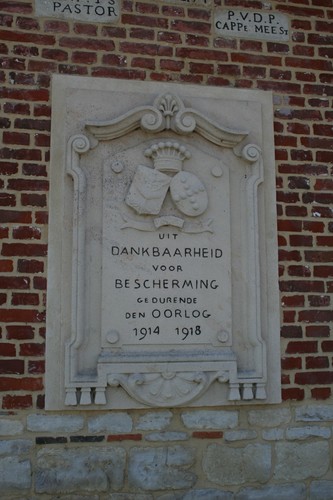 PASTOR
P.V.D.P.
CAPPE MEEST
UIT
DANKBAARHEID
VOOR
BESCHERMING
GEDURENDE
DEN OORLOG
1914 1918